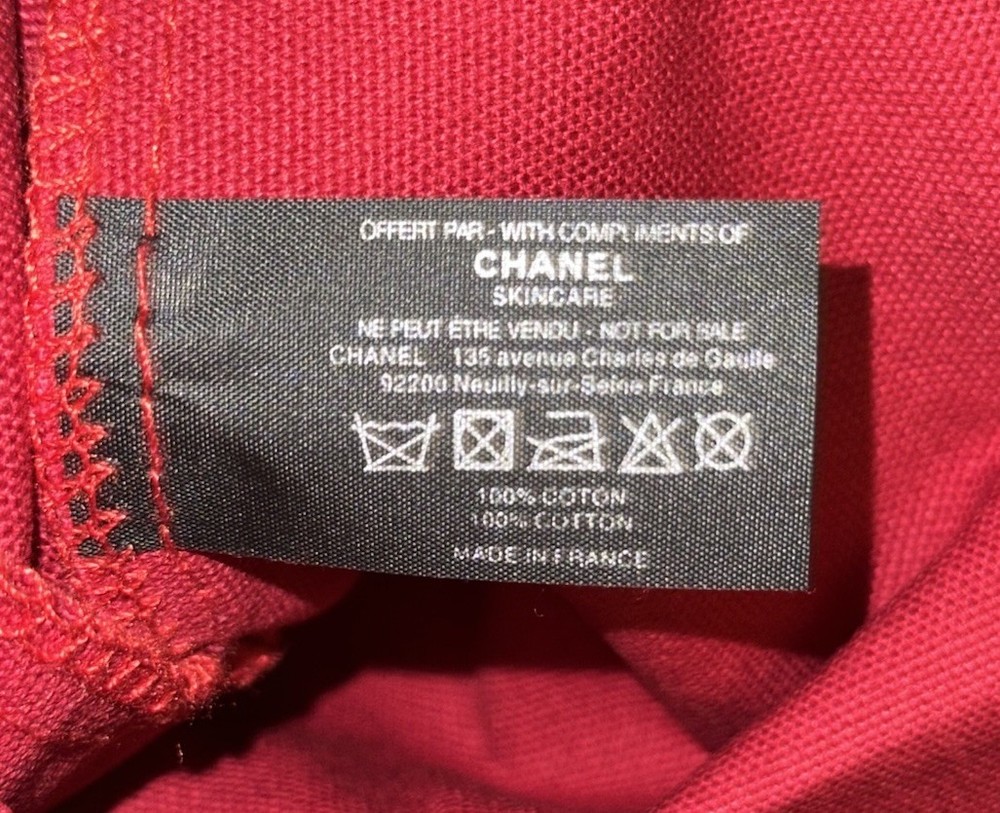 OFFERT PAR - WITH COMPLIMENTS OF
CHANEL
SKINCARE
NE PEUT ÊTRE VENDU - NOT FOR SALE
CHANEL 135 avenue Charles de Gaulle
92200 Neuilly-sur-Seine France
100% COTON
100% COTTON
MADE IN FRANCE